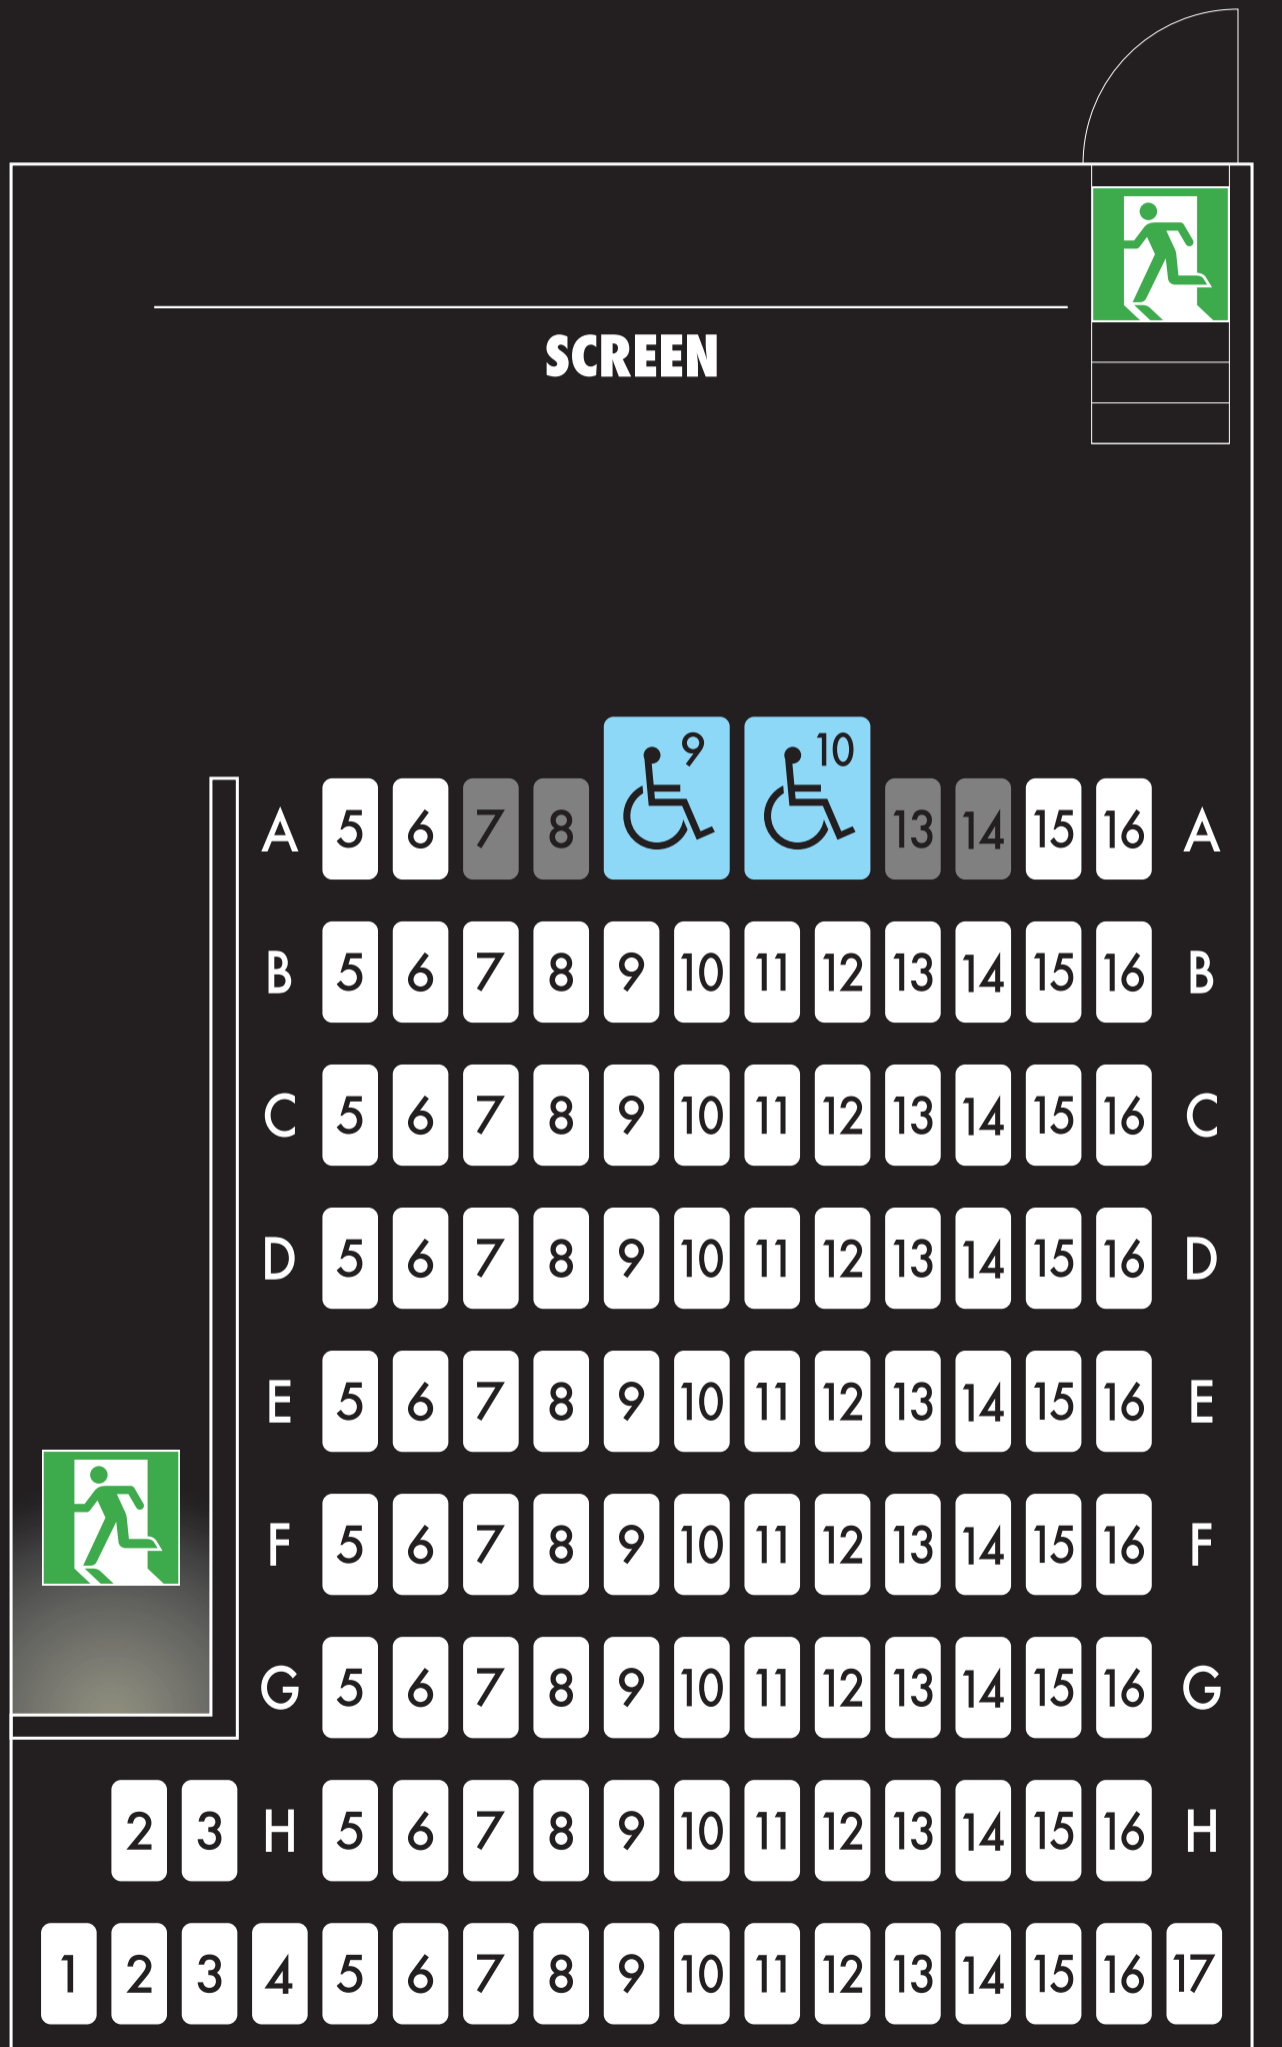 SCREEN
9 10
A 5 6 7 8 13 14 15 16 A
B 5 6 7 8 9 10 11 12 13 14 15 16 B
C 5 6 7 8 9 10 11 12 13 14 15 16 C
D 5 6 7 8 9 10 11 12 13 14 15 16 D
E 5 6 7 8 9 10 11 12 13 14 15 16 E
F 5 6 7 8 9 10 11 12 13 14 15 16 F
G 5 6 7 8 9 10 11 12 13 14 15 16 G
2 3 H 5 6 7 8 9 10 11 12 13 14 15 16 H
1 2 3 4 5 6 7 8 9 10 11 12 13 14 15 16 17